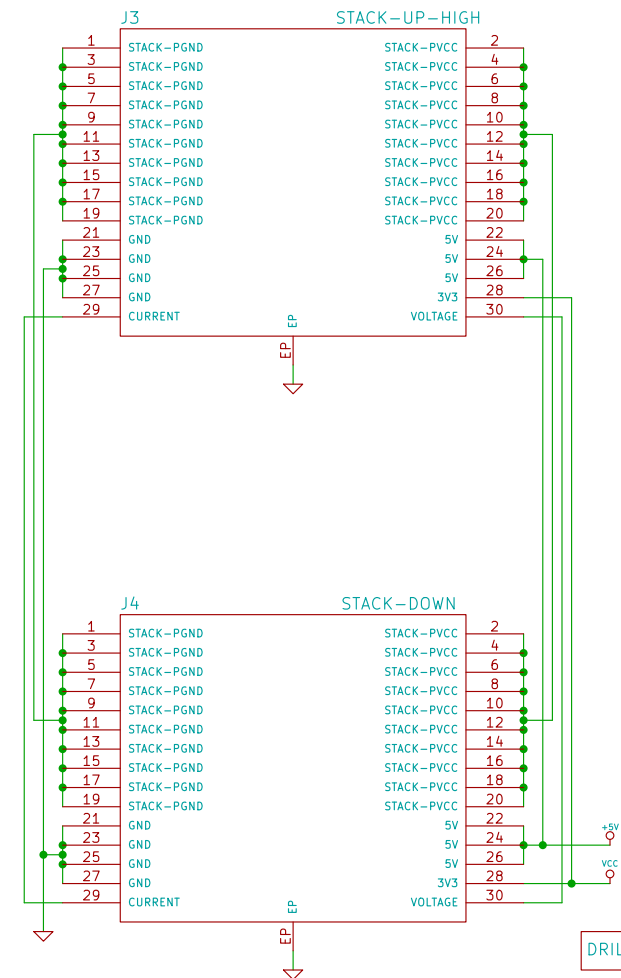 J3 STACK-UP-HIGH
1 STACK-PGND STACK-PVCC 2
3 STACK-PGND STACK-PVCC 4
5 STACK-PGND STACK-PVCC 6
7 STACK-PGND STACK-PVCC 8
9 STACK-PGND STACK-PVCC 10
11 STACK-PGND STACK-PVCC 12
13 STACK-PGND STACK-PVCC 14
15 STACK-PGND STACK-PVCC 16
17 STACK-PGND STACK-PVCC 18
19 STACK-PGND STACK-PVCC 20
21 GND 5V 22
23 GND 5V 24
25 GND 5V 26
27 GND 3V3 28
29 CURRENT EP VOLTAGE 30
EP
J4 STACK-DOWN
1 STACK-PGND STACK-PVCC 2
3 STACK-PGND STACK-PVCC 4
5 STACK-PGND STACK-PVCC 6
7 STACK-PGND STACK-PVCC 8
9 STACK-PGND STACK-PVCC 10
11 STACK-PGND STACK-PVCC 12
13 STACK-PGND STACK-PVCC 14
15 STACK-PGND STACK-PVCC 16
17 STACK-PGND STACK-PVCC 18
19 STACK-PGND STACK-PVCC 20
21 GND 5V 22 +5V
23 GND 5V 24
25 GND 5V 26 VCC
27 GND 3V3 28
29 CURRENT EP VOLTAGE 30
EP
DRIL